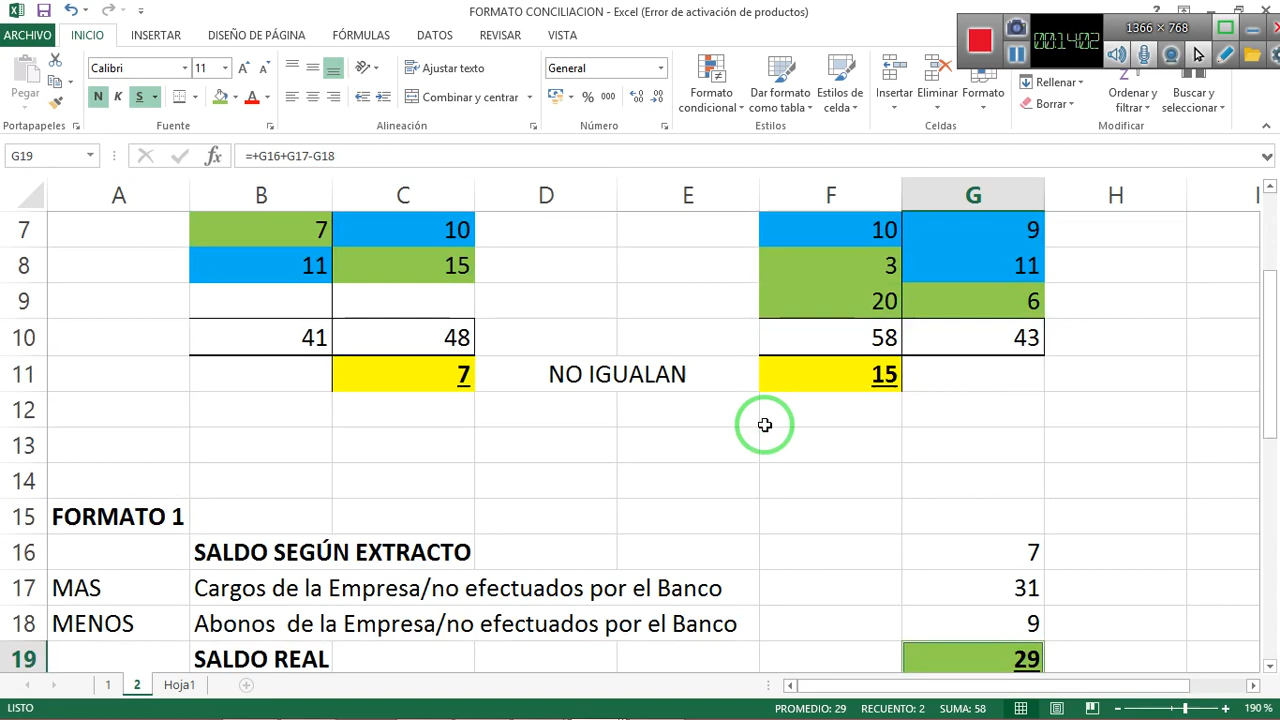 FORMATO CONCILIACION - Excel (Error de activación de productos)
1366 × 768
00:14:02
ARCHIVO INICIO INSERTAR DISEÑO DE PÁGINA FÓRMULAS DATOS REVISAR VISTA
Calibri 11 Ajustar texto General Rellenar
Pegar N K S Combinar y centrar % 000 Formato condicional Dar formato como tabla Estilos de celda Insertar Eliminar Formato Borrar Ordenar y filtrar Buscar y seleccionar
Portapapeles Fuente Alineación Número Estilos Celdas Modificar
G19 fx =+G16+G17-G18
A B C D E F G H I
7 7 10 10 9
8 11 15 3 11
9 20 6
10 41 48 58 43
11 7 NO IGUALAN 15
12
13
14
15 FORMATO 1
16 SALDO SEGÚN EXTRACTO 7
17 MAS Cargos de la Empresa/no efectuados por el Banco 31
18 MENOS Abonos de la Empresa/no efectuados por el Banco 9
19 SALDO REAL 29
1 2 Hoja1
LISTO PROMEDIO: 29 RECUENTO: 2 SUMA: 58 190 %